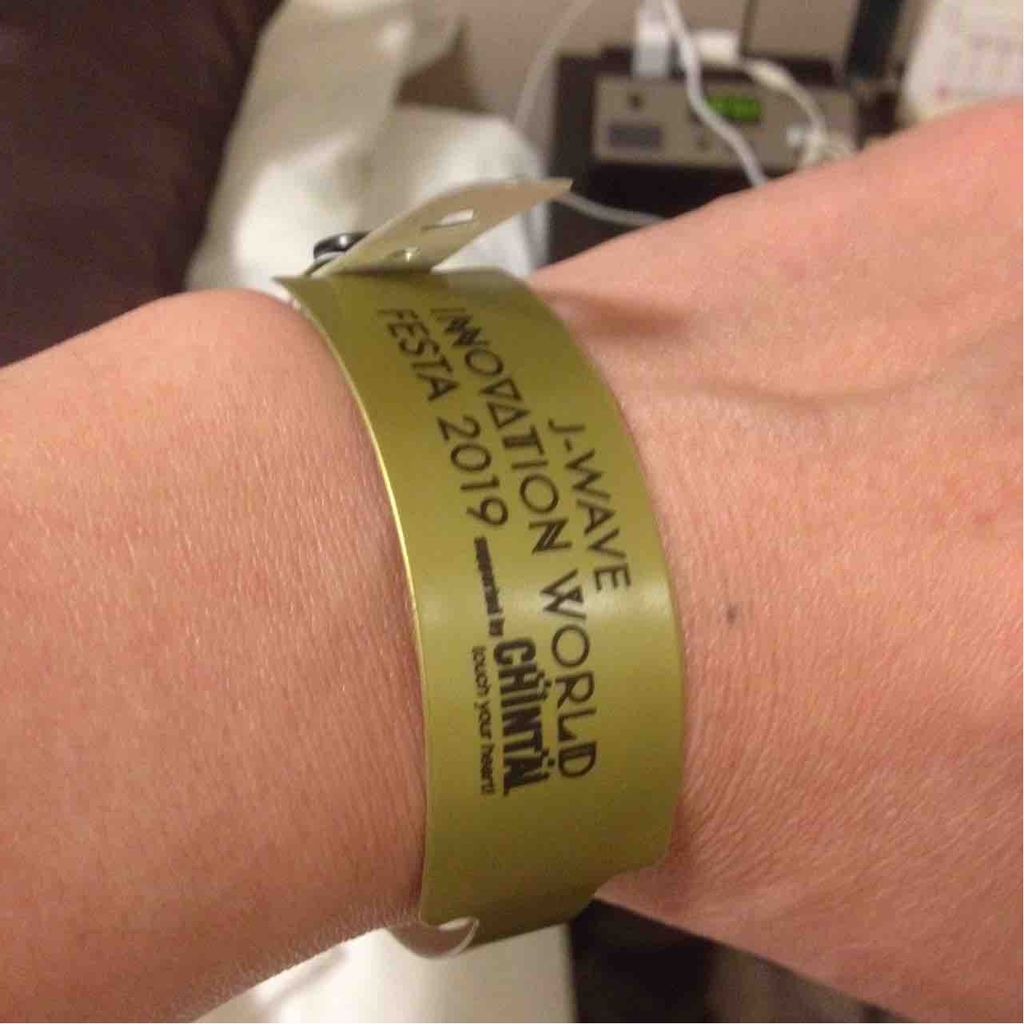 J-WAVE
INNOVATION WORLD
FESTA 2019
supported by CHINTAI
touch your heart!